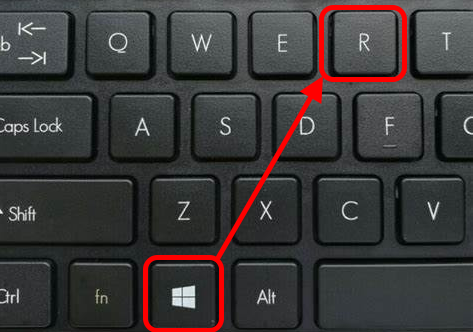 b Q W E R T
Caps Lock A S D F
Shift Z X C V
Ctrl fn Alt